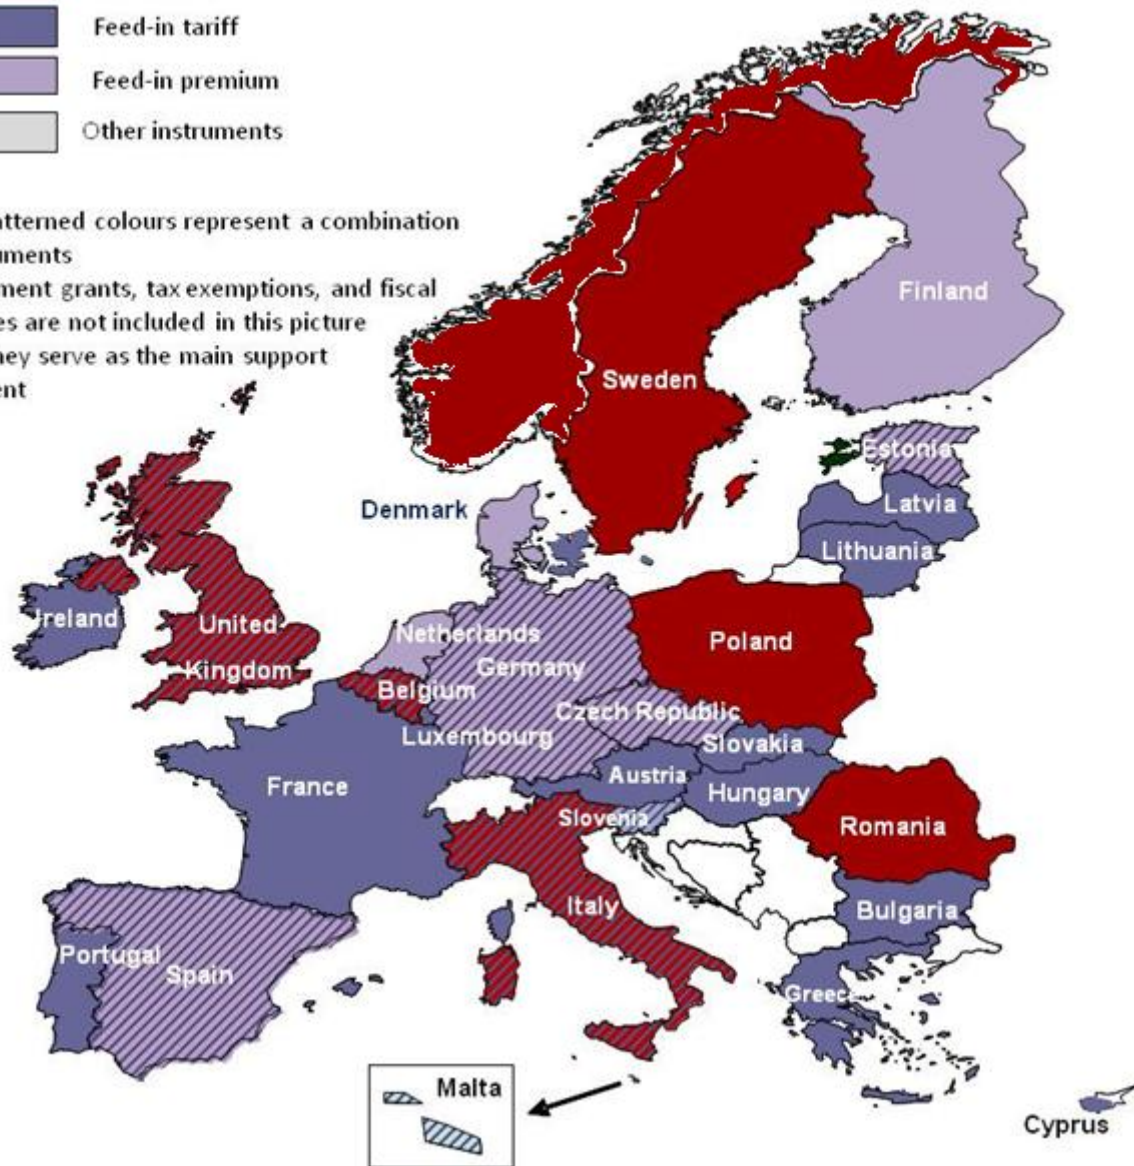 Feed-in tariff
Feed-in premium
Other instruments
atterned colours represent a combination
uments
ment grants, tax exemptions, and fiscal
es are not included in this picture
hey serve as the main support
ent
Finland
Sweden
Estonia
Latvia
Denmark
Lithuania
Ireland
United
Kingdom
Netherlands
Germany
Poland
Belgium
Czech Republic
Luxembourg
Slovakia
France
Austria
Hungary
Slovenia
Romania
Italy
Bulgaria
Portugal
Spain
Greece
Malta
Cyprus